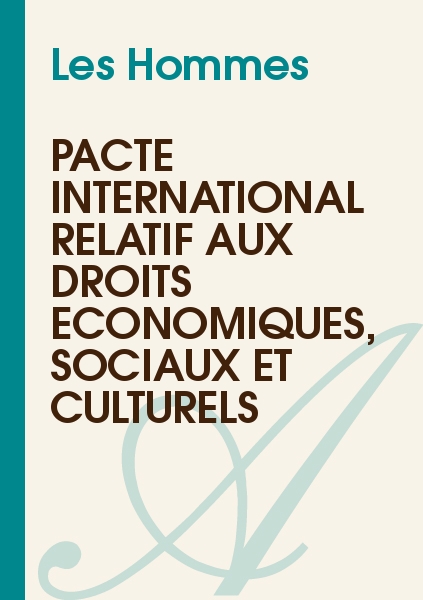 Les Hommes
PACTE
INTERNATIONAL
RELATIF AUX
DROITS
ECONOMIQUES,
SOCIAUX ET
CULTURELS